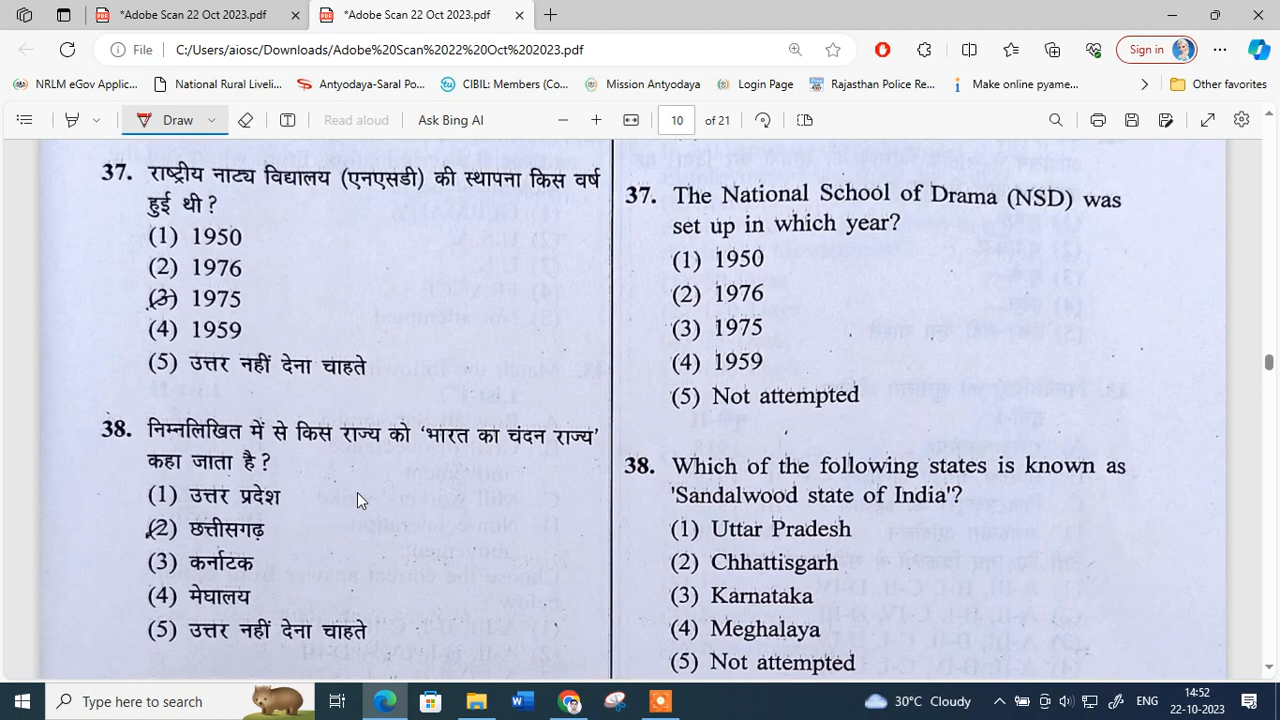 *Adobe Scan 22 Oct 2023.pdf
*Adobe Scan 22 Oct 2023.pdf
File
C:/Users/aiosc/Downloads/Adobe%20Scan%2022%20Oct%202023.pdf
Sign in
NRLM eGov Applic...
National Rural Liveli...
Antyodaya-Saral Po...
CIBIL: Members (Co...
Mission Antyodaya
Login Page
Rajasthan Police Re...
Make online pyame...
Other favorites
Draw
Read aloud
Ask Bing AI
10 of 21
37. राष्ट्रीय नाट्य विद्यालय (एनएसडी) की स्थापना किस वर्ष
हुई थी ?
(1) 1950
(2) 1976
(3) 1975
(4) 1959
(5) उत्तर नहीं देना चाहते
38. निम्नलिखित में से किस राज्य को 'भारत का चंदन राज्य'
कहा जाता है ?
(1) उत्तर प्रदेश
(2) छत्तीसगढ़
(3) कर्नाटक
(4) मेघालय
(5) उत्तर नहीं देना चाहते
37. The National School of Drama (NSD) was
set up in which year?
(1) 1950
(2) 1976
(3) 1975
(4) 1959
(5) Not attempted
38. Which of the following states is known as
'Sandalwood state of India'?
(1) Uttar Pradesh
(2) Chhattisgarh
(3) Karnataka
(4) Meghalaya
(5) Not attempted
Type here to search
30°C Cloudy
ENG
14:52
22-10-2023